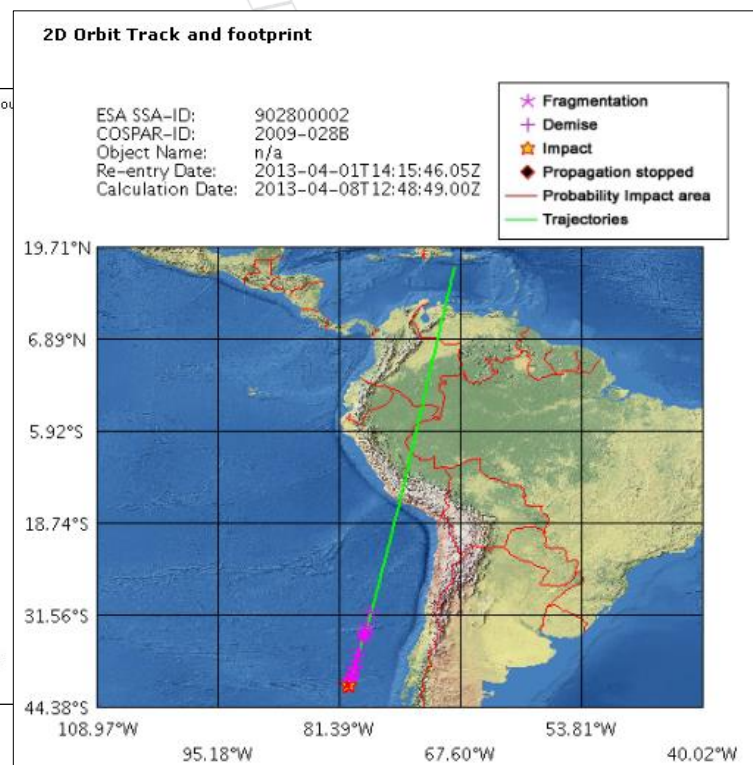 2D Orbit Track and footprint
ESA SSA-ID: 902800002
COSPAR-ID: 2009-028B
Object Name: n/a
Re-entry Date: 2013-04-01T14:15:46.05Z
Calculation Date: 2013-04-08T12:48:49.00Z
Fragmentation
Demise
Impact
Propagation stopped
Probability Impact area
Trajectories
19.71°N
6.89°N
5.92°S
18.74°S
31.56°S
44.38°S
108.97°W
81.39°W
53.81°W
95.18°W
67.60°W
40.02°W